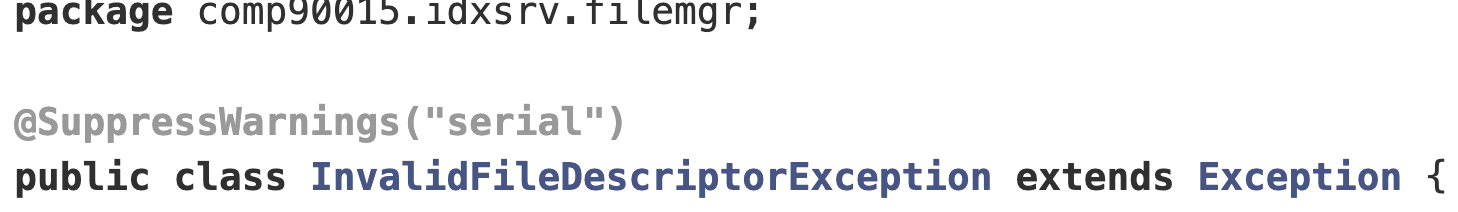 package comp90015.idxsrv.filemgr;
@SuppressWarnings("serial")
public class InvalidFileDescriptorException extends Exception {